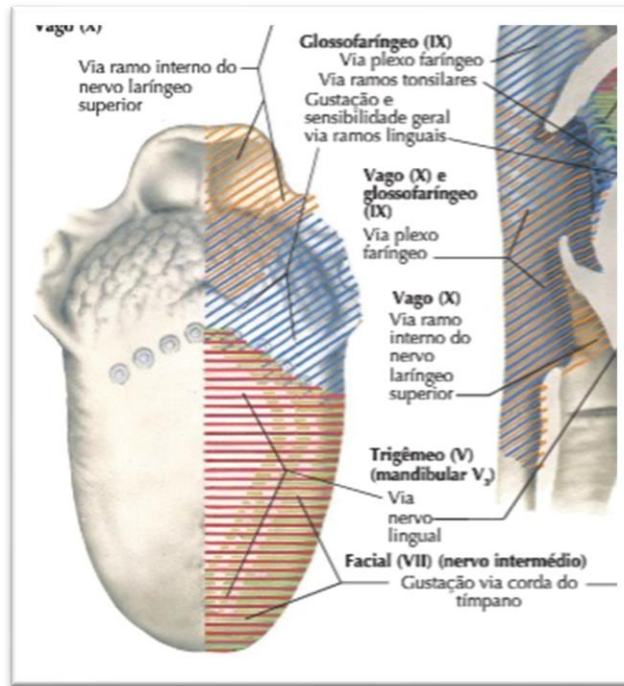 Vago (X)
Via ramo interno do
nervo laríngeo
superior
Glossofaríngeo (IX)
Via plexo faríngeo
Via ramos tonsilares
Gustação e
sensibilidade geral
via ramos linguais
Vago (X) e
glossofaríngeo
(IX)
Via plexo
faríngeo
Vago (X)
Via ramo
interno do
nervo
laríngeo
superior
Trigêmeo (V)
(mandibular V₃)
Via
nervo
lingual
Facial (VII) (nervo intermédio)
Gustação via corda do
tímpano